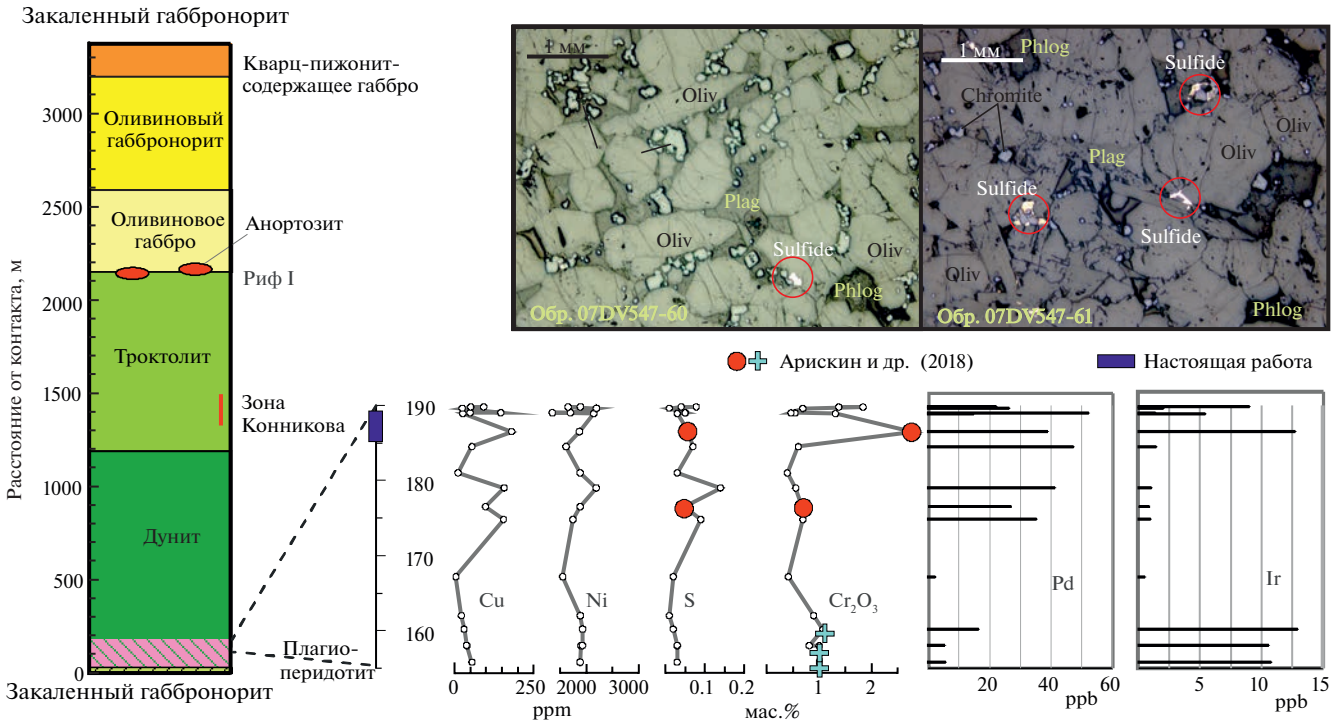 Закаленный габбронорит
Кварц-пижонит-
содержащее габбро
3000
Оливиновый
габбронорит
2500
Оливиновое
габбро
Анортозит
Риф I
2000
Троктолит
1500
Зона
Конникова
1000
Дунит
500
Плагио-
перидотит
0
Закаленный габбронорит
Расстояние от контакта, м
1 мм
Oliv
Plag
Oliv
Sulfide
Oliv
Phlog
Обр. 07DV547-60
1 мм
Phlog
Sulfide
Chromite
Oliv
Oliv
Plag
Sulfide
Sulfide
Oliv
Phlog
Обр. 07DV547-61
Арискин и др. (2018)
Настоящая работа
190
180
170
160
Cu
Ni
S
Cr₂O₃
Pd
Ir
0 250
2000 3000
ppm
0.1 0.2
1 2
мас.%
20 40 60
ppb
5 10 15
ppb